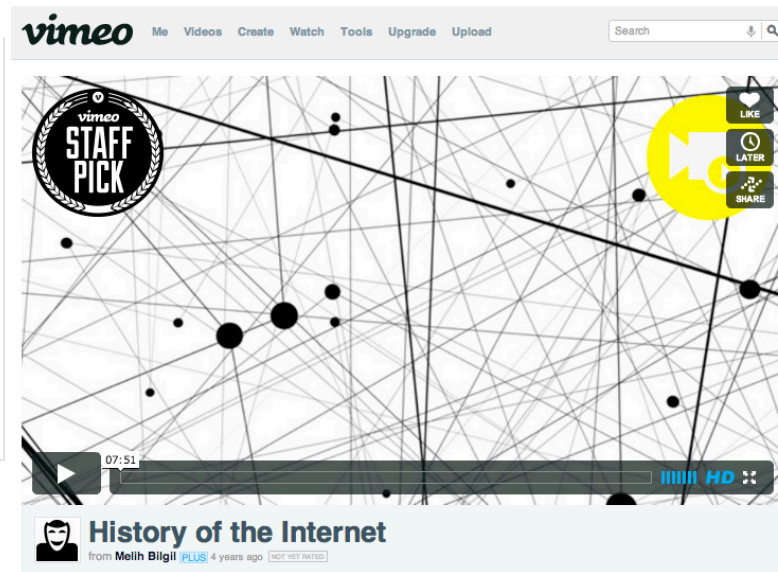 vimeo Me Videos Create Watch Tools Upgrade Upload Search
vimeo
STAFF
PICK
LIKE
LATER
SHARE
07:51
HD
History of the Internet
from Melih Bilgil PLUS 4 years ago NOT YET RATED